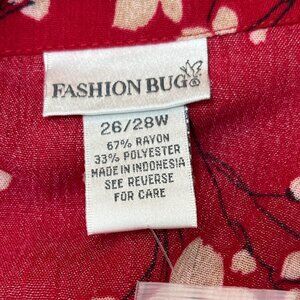 FASHION BUG®
26/28W
67% RAYON
33% POLYESTER
MADE IN INDONESIA
SEE REVERSE
FOR CARE